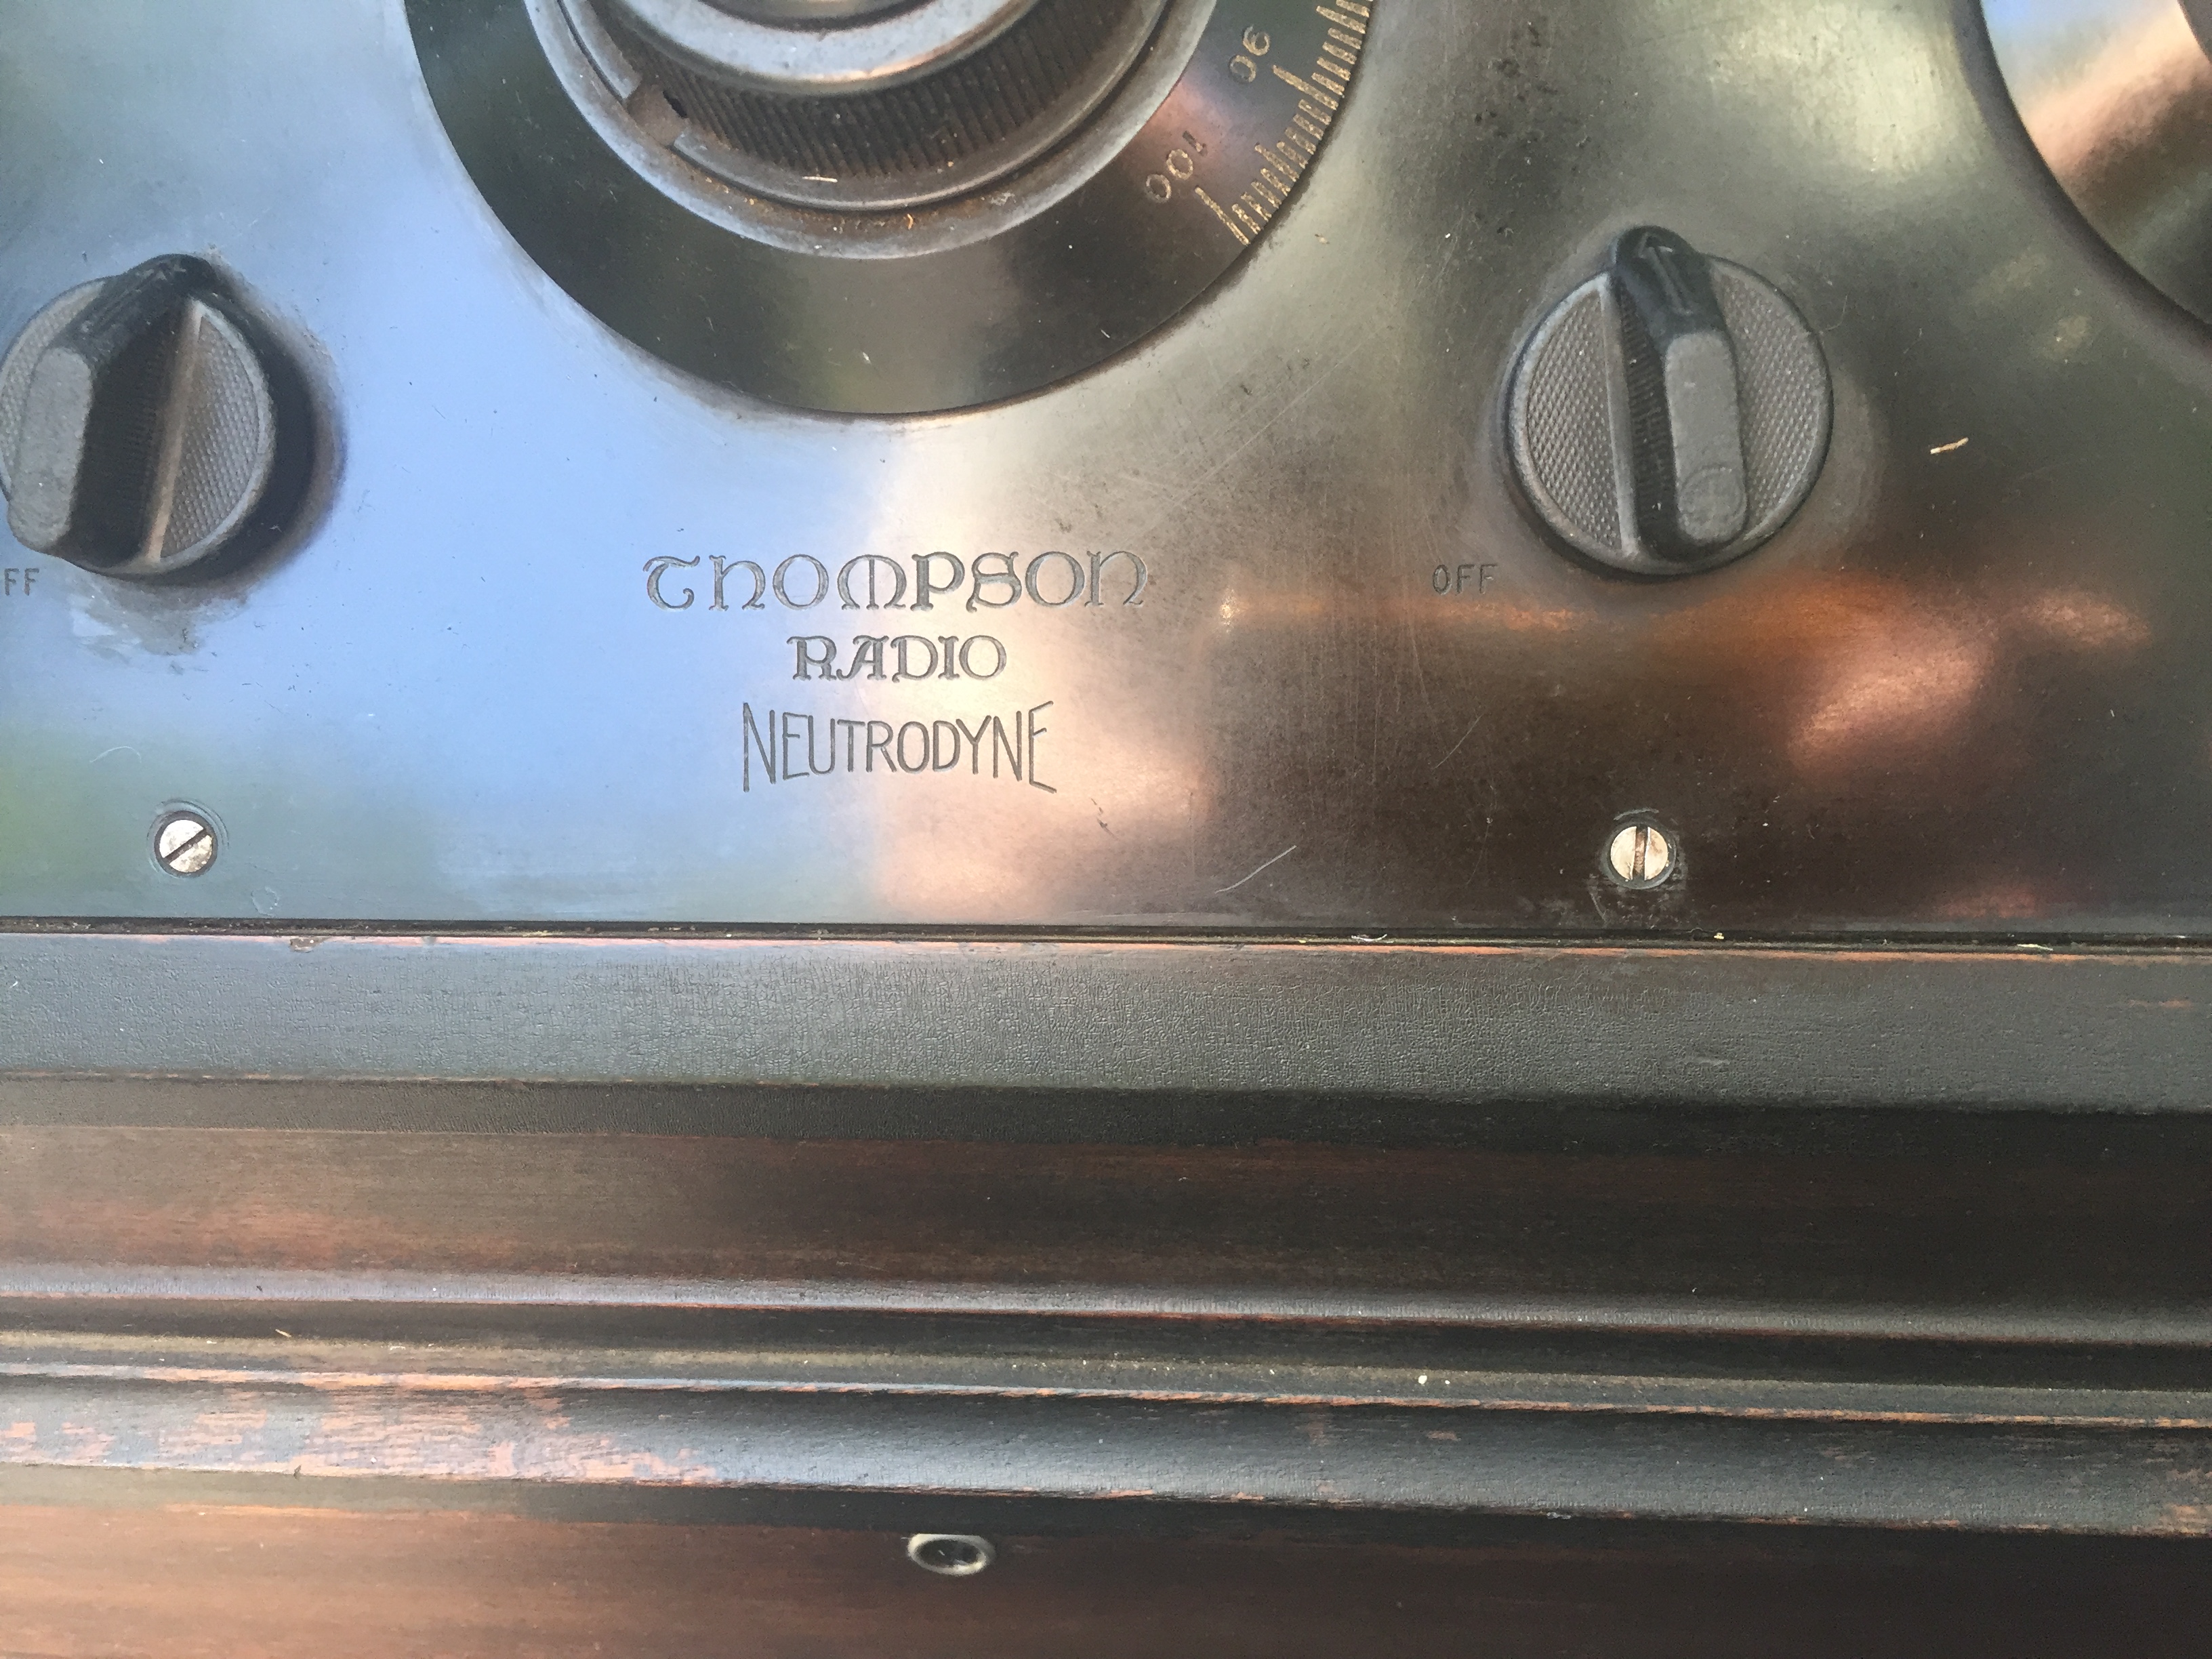 90
100
FF
OFF
THOMPSON
RADIO
NEUTRODYNE